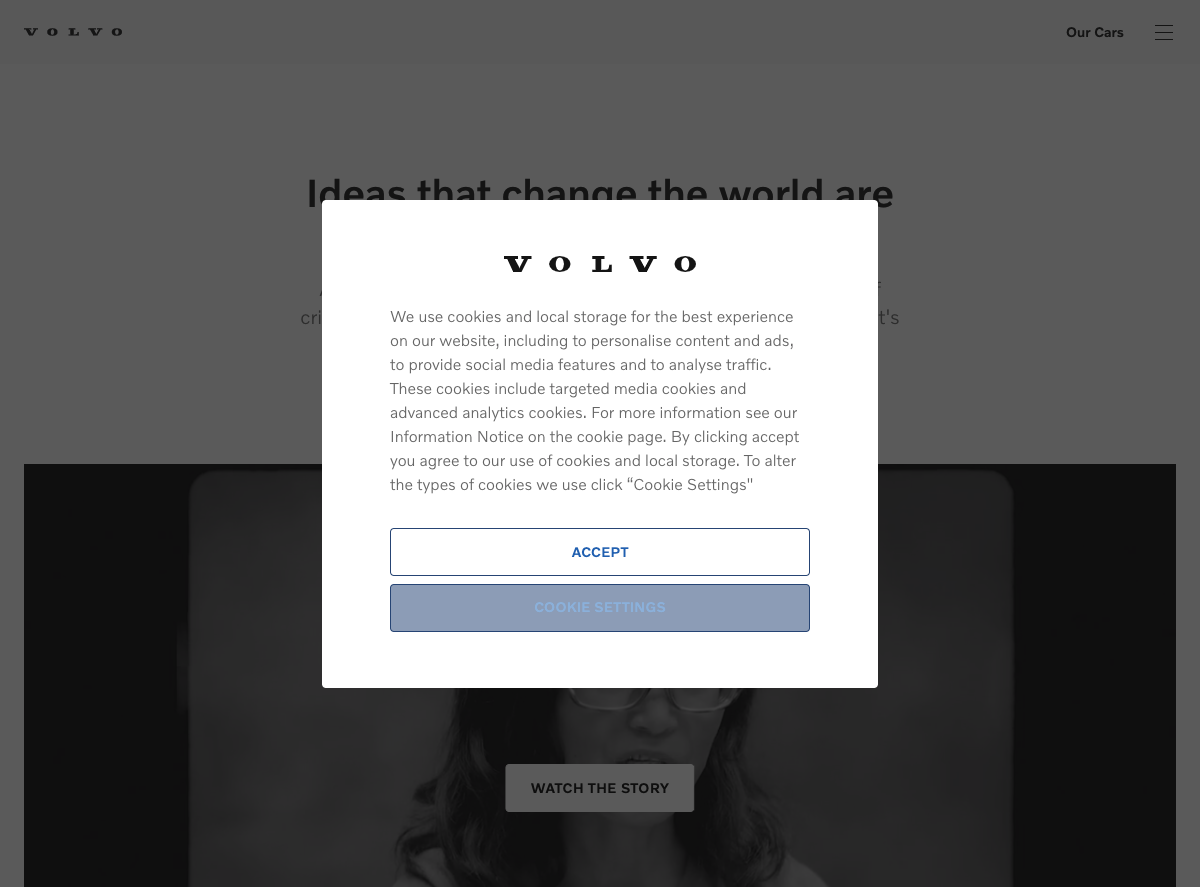 VOLVO
Our Cars
Ideas that change the world are
cri
t's
VOLVO
We use cookies and local storage for the best experience
on our website, including to personalise content and ads,
to provide social media features and to analyse traffic.
These cookies include targeted media cookies and
advanced analytics cookies. For more information see our
Information Notice on the cookie page. By clicking accept
you agree to our use of cookies and local storage. To alter
the types of cookies we use click “Cookie Settings"
ACCEPT
COOKIE SETTINGS
WATCH THE STORY